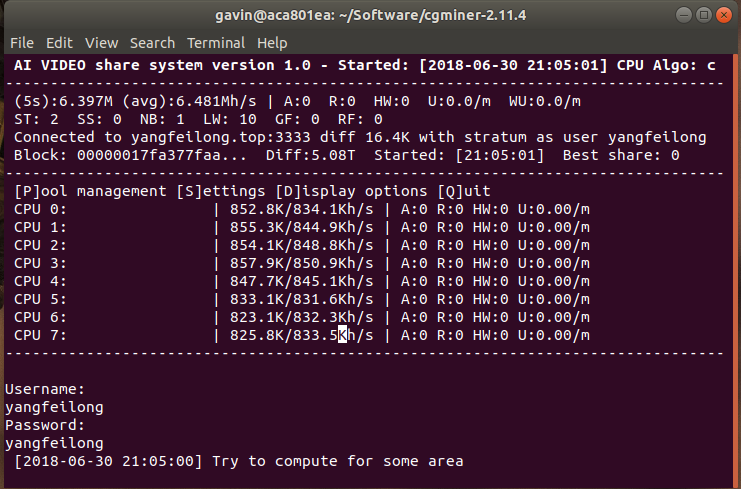 gavin@aca801ea: ~/Software/cgminer-2.11.4
File Edit View Search Terminal Help
AI VIDEO share system version 1.0 - Started: [2018-06-30 21:05:01] CPU Algo: c
--------------------------------------------------------------------------------
(5s):6.397M (avg):6.481Mh/s | A:0 R:0 HW:0 U:0.0/m WU:0.0/m
ST: 2 SS: 0 NB: 1 LW: 10 GF: 0 RF: 0
Connected to yangfeilong.top:3333 diff 16.4K with stratum as user yangfeilong
Block: 00000017fa377faa... Diff:5.08T Started: [21:05:01] Best share: 0
--------------------------------------------------------------------------------
[P]ool management [S]ettings [D]isplay options [Q]uit
CPU 0: | 852.8K/834.1Kh/s | A:0 R:0 HW:0 U:0.00/m
CPU 1: | 855.3K/844.9Kh/s | A:0 R:0 HW:0 U:0.00/m
CPU 2: | 854.1K/848.8Kh/s | A:0 R:0 HW:0 U:0.00/m
CPU 3: | 857.9K/850.9Kh/s | A:0 R:0 HW:0 U:0.00/m
CPU 4: | 847.7K/845.1Kh/s | A:0 R:0 HW:0 U:0.00/m
CPU 5: | 833.1K/831.6Kh/s | A:0 R:0 HW:0 U:0.00/m
CPU 6: | 823.1K/832.3Kh/s | A:0 R:0 HW:0 U:0.00/m
CPU 7: | 825.8K/833.5Kh/s | A:0 R:0 HW:0 U:0.00/m
--------------------------------------------------------------------------------
Username:
yangfeilong
Password:
yangfeilong
[2018-06-30 21:05:00] Try to compute for some area